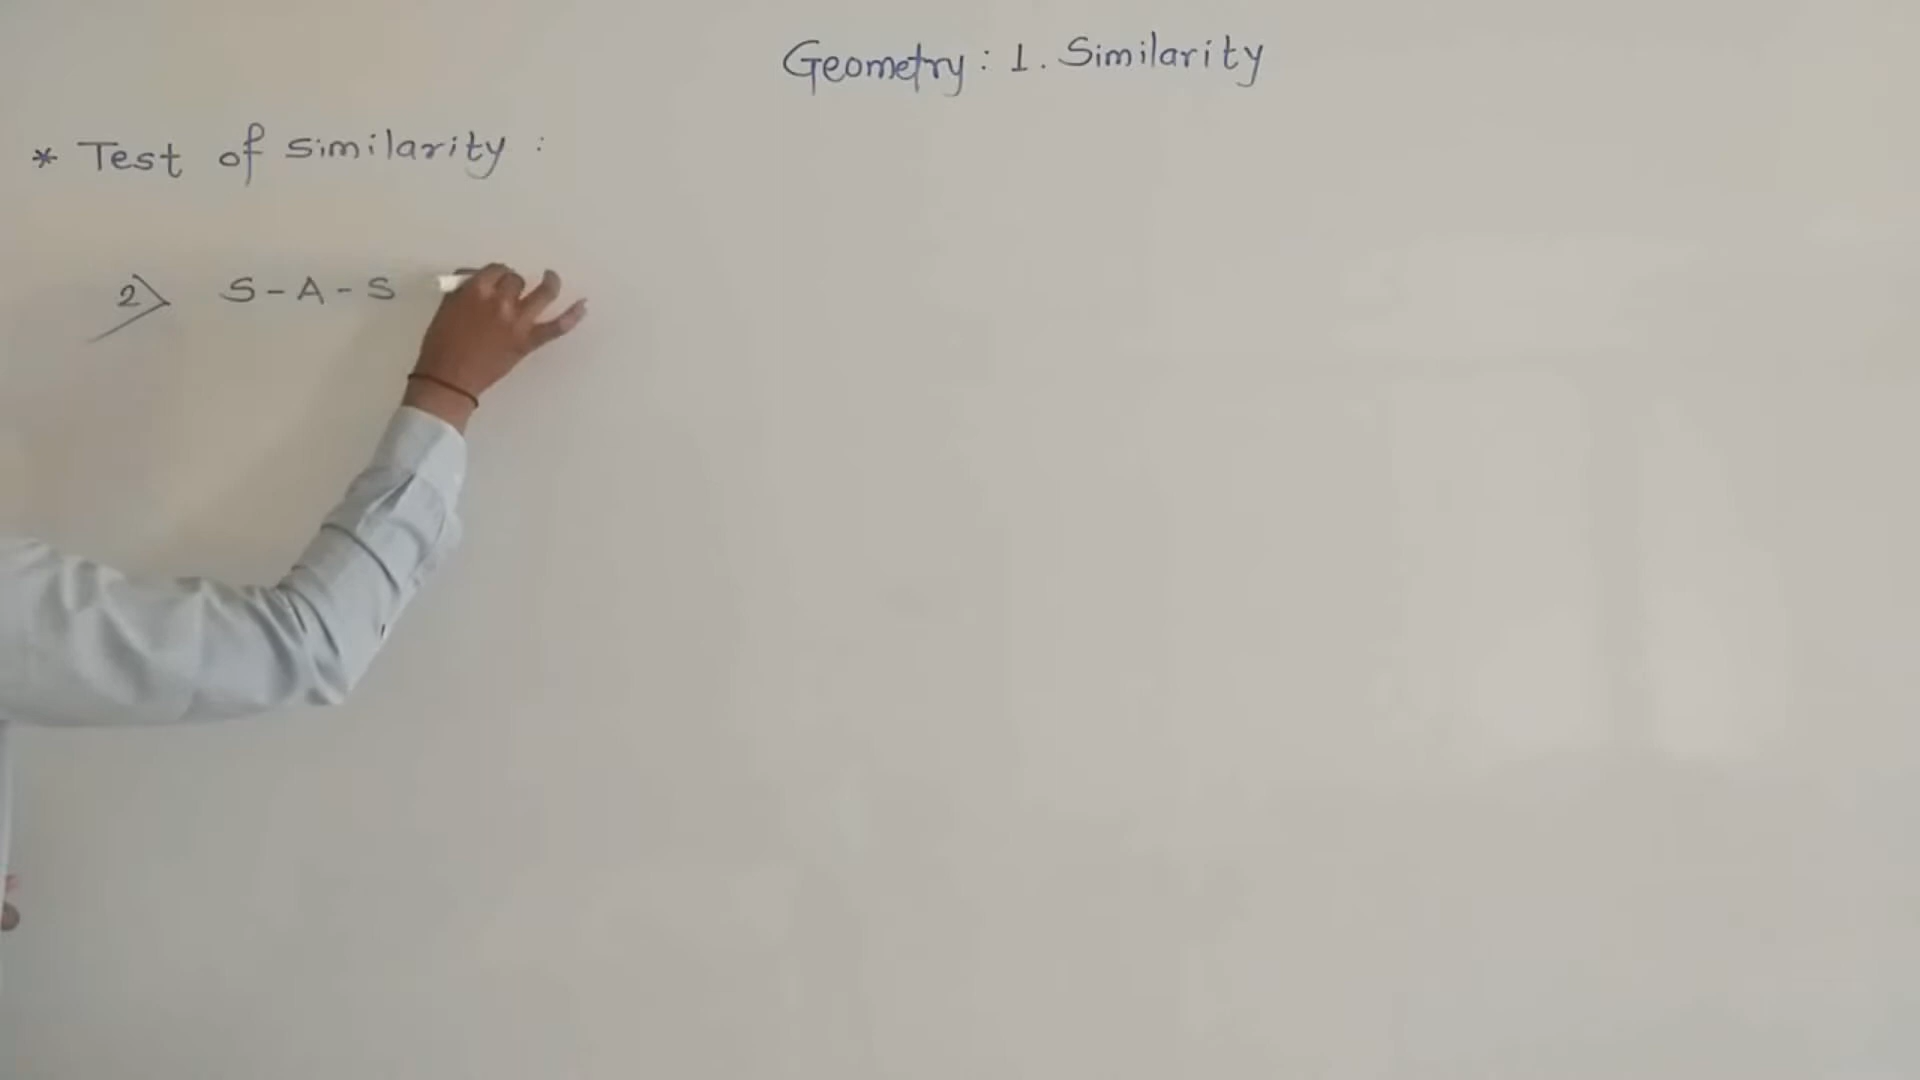 Geometry: 1. Similarity
* Test of similarity:
2) S-A-S